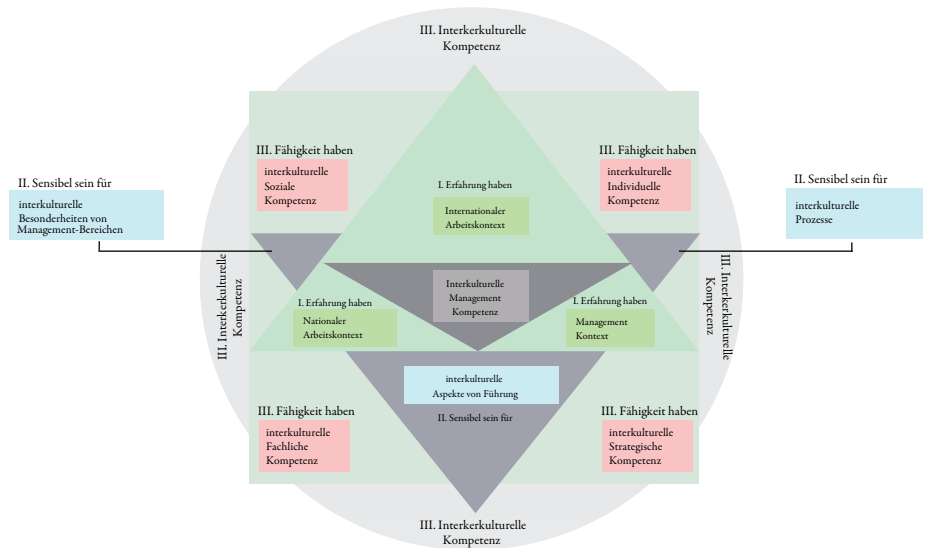 III. Interkerkulturelle
Kompetenz
III. Fähigkeit haben
interkulturelle
Soziale
Kompetenz
III. Fähigkeit haben
interkulturelle
Individuelle
Kompetenz
II. Sensibel sein für
interkulturelle
Besonderheiten von
Management-Bereichen
I. Erfahrung haben
Internationaler
Arbeitskontext
II. Sensibel sein für
interkulturelle
Prozesse
III. Interkerkulturelle
Kompetenz
Interkulturelle
Management
Kompetenz
III. Interkerkulturelle
Kompetenz
I. Erfahrung haben
Nationaler
Arbeitskontext
I. Erfahrung haben
Management
Kontext
interkulturelle
Aspekte von Führung
II. Sensibel sein für
III. Fähigkeit haben
interkulturelle
Fachliche
Kompetenz
III. Fähigkeit haben
interkulturelle
Strategische
Kompetenz
III. Interkerkulturelle
Kompetenz